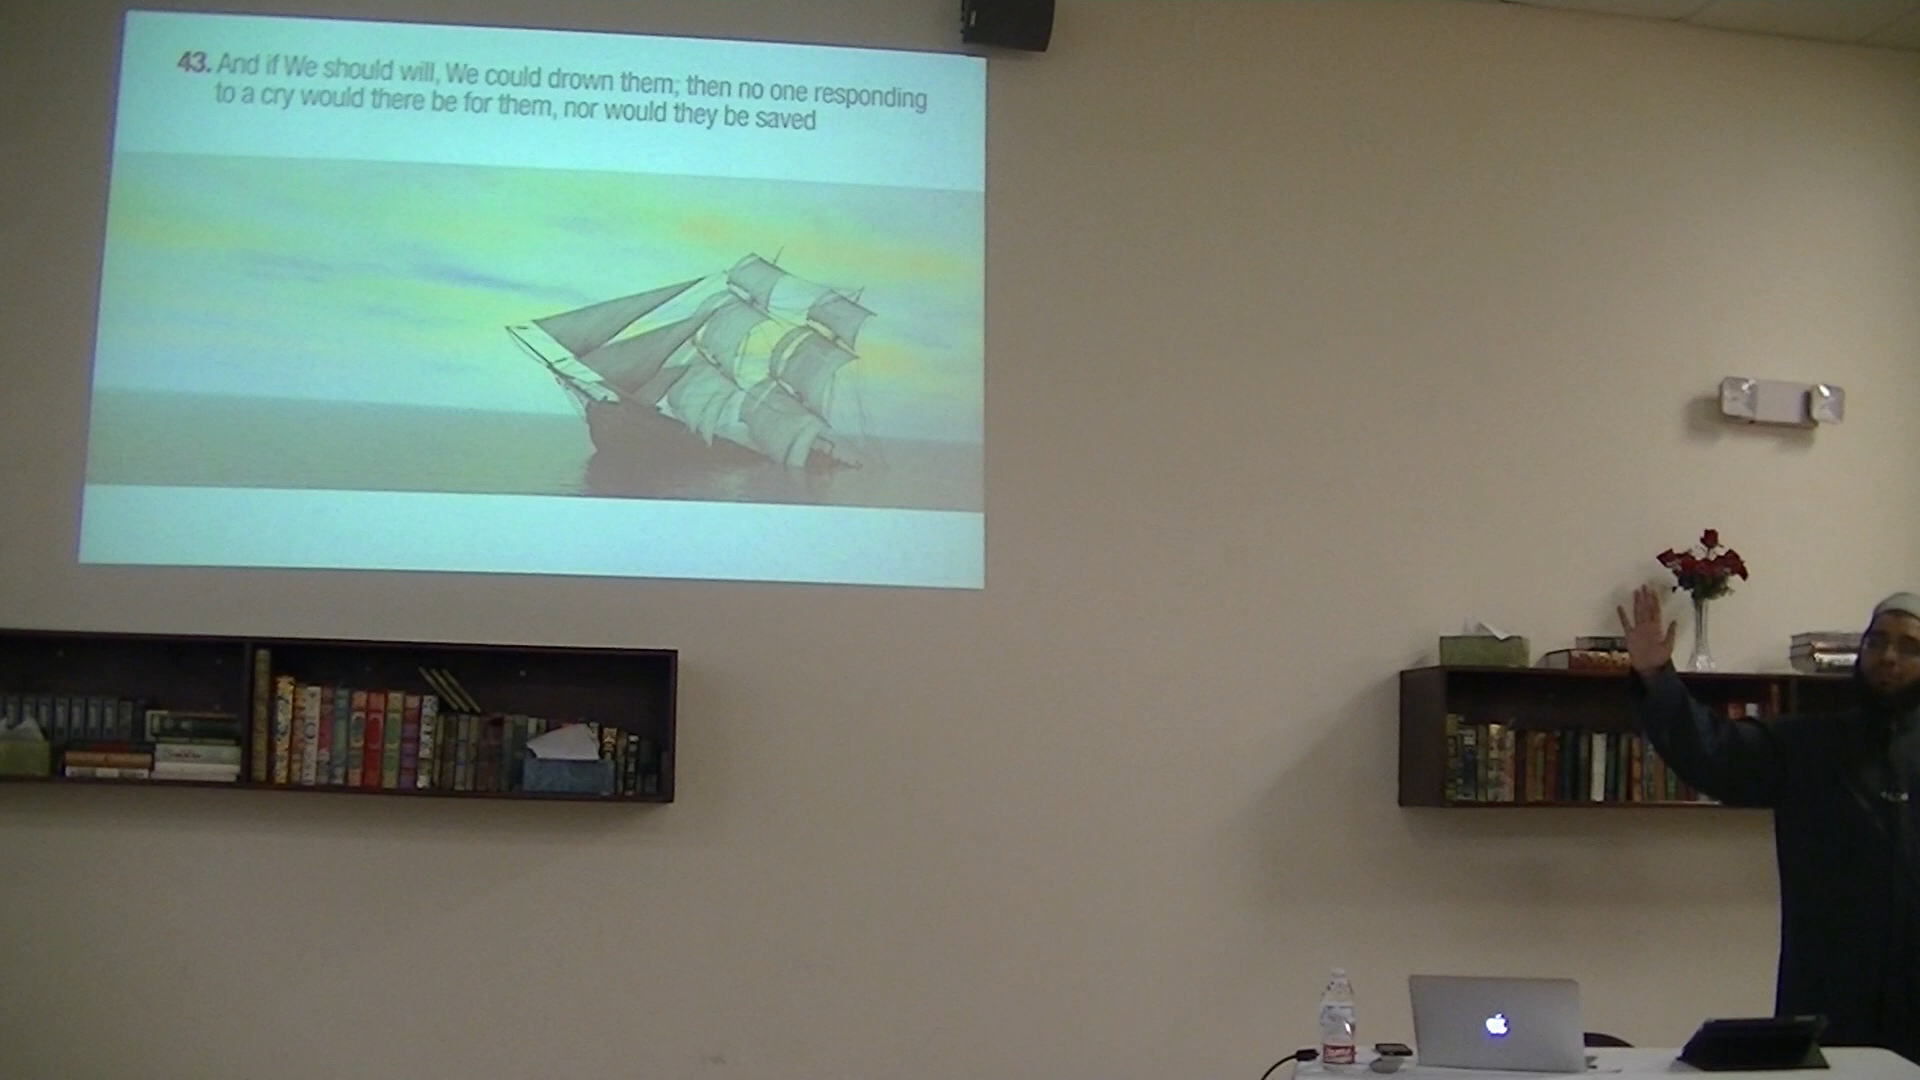 43. And if We should will, We could drown them; then no one responding
to a cry would there be for them, nor would they be saved